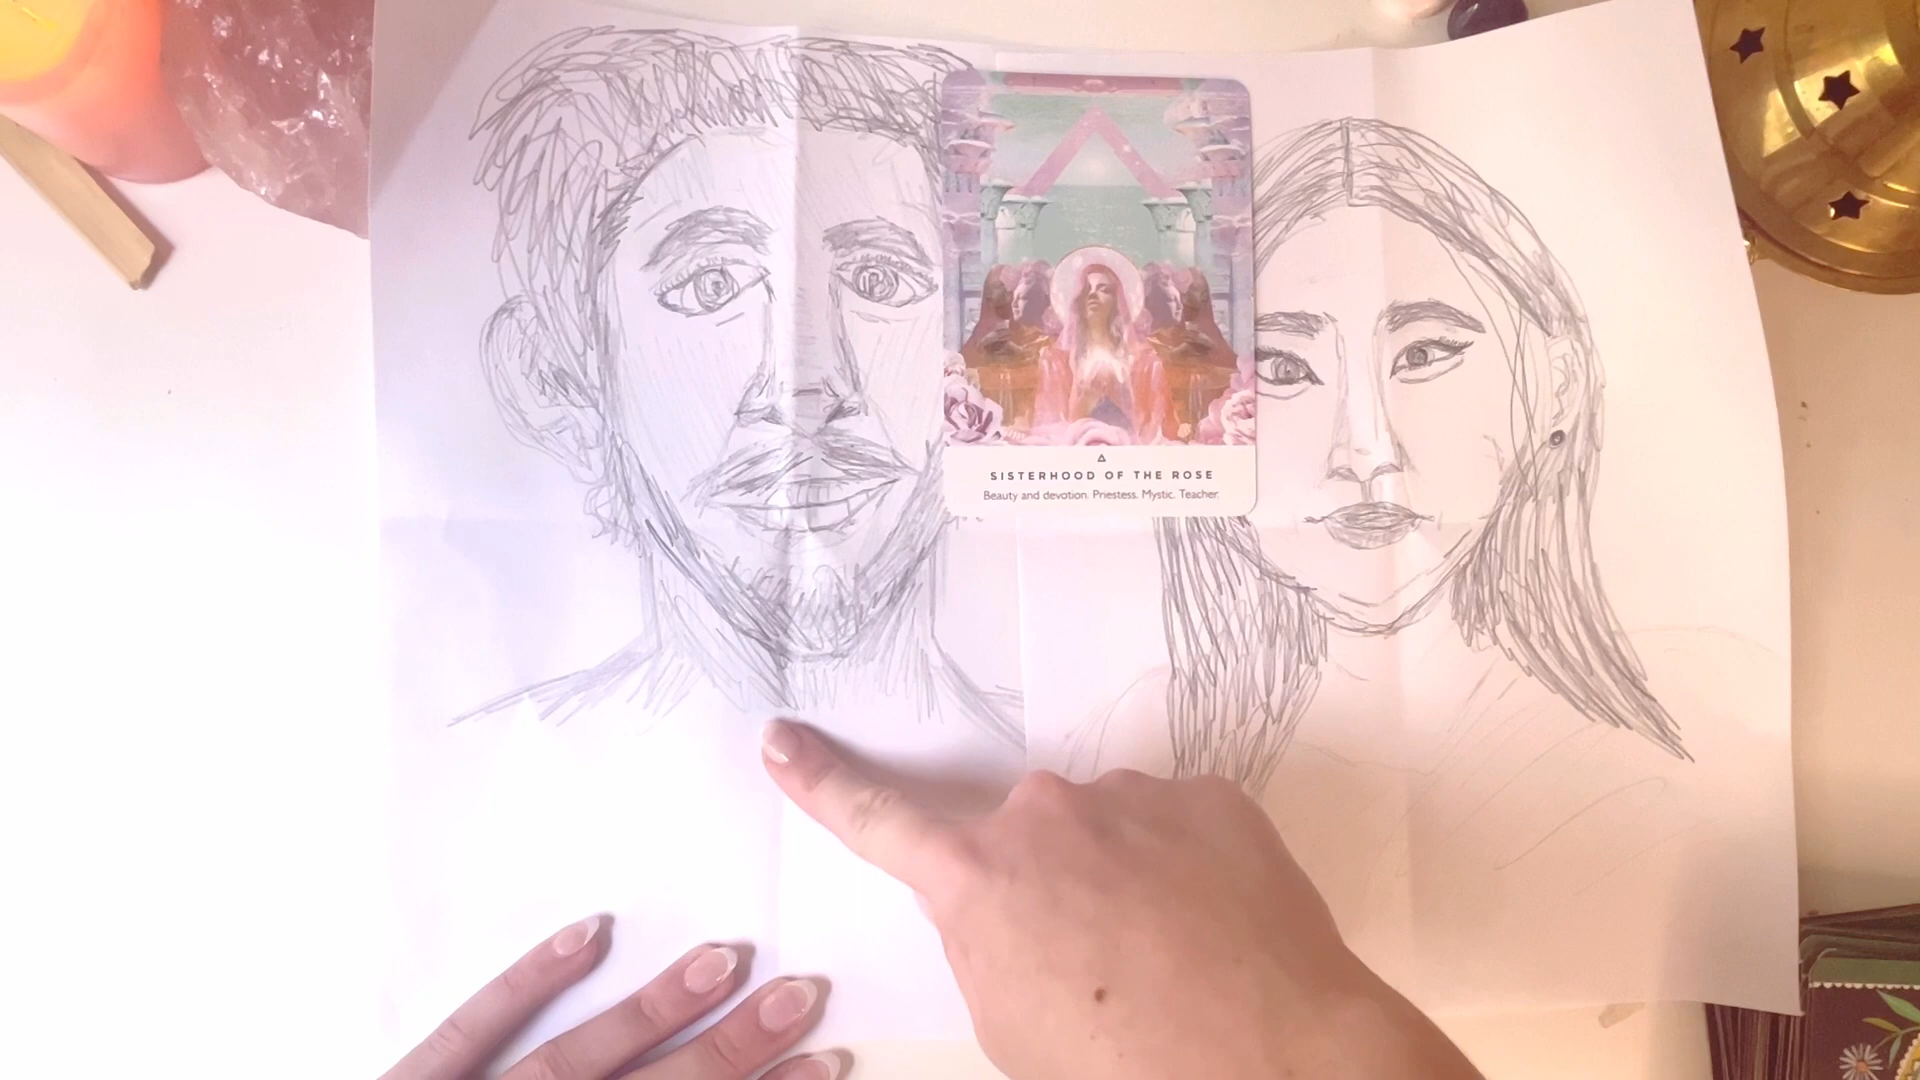 SISTERHOOD OF THE ROSE
Beauty and devotion. Priestess. Mystic. Teacher.